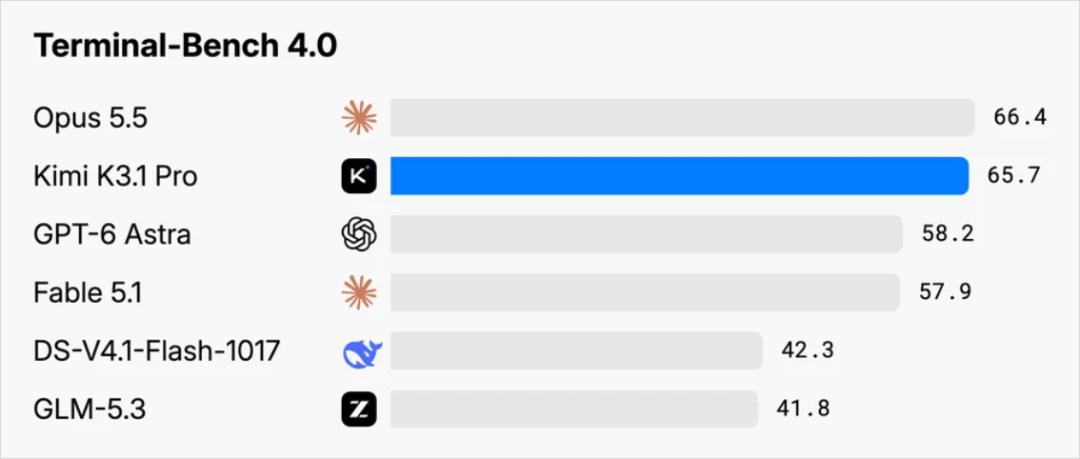 Terminal-Bench 4.0
Opus 5.5 66.4
Kimi K3.1 Pro 65.7
GPT-6 Astra 58.2
Fable 5.1 57.9
DS-V4.1-Flash-1017 42.3
GLM-5.3 41.8